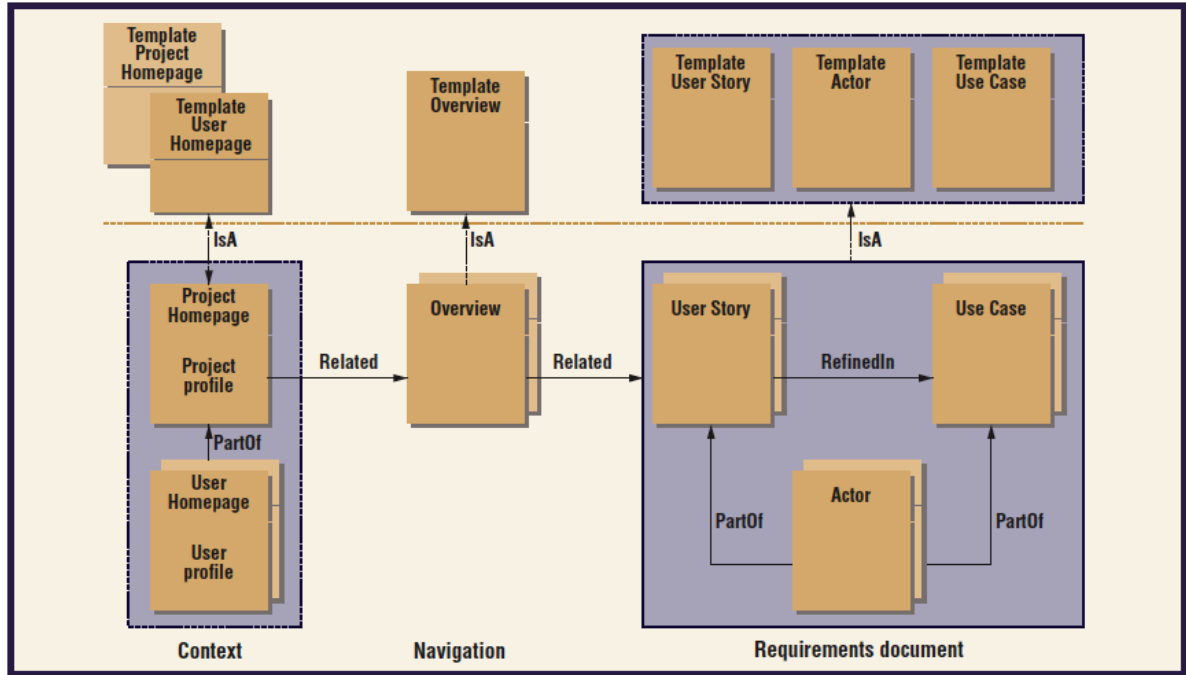 Template
Project
Homepage
Template
User
Homepage
Template
Overview
Template
User Story
Template
Actor
Template
Use Case
IsA
IsA
IsA
Project
Homepage
Project
profile
Overview
User Story
Use Case
Related
Related
RefinedIn
PartOf
User
Homepage
User
profile
Actor
PartOf
PartOf
Context
Navigation
Requirements document